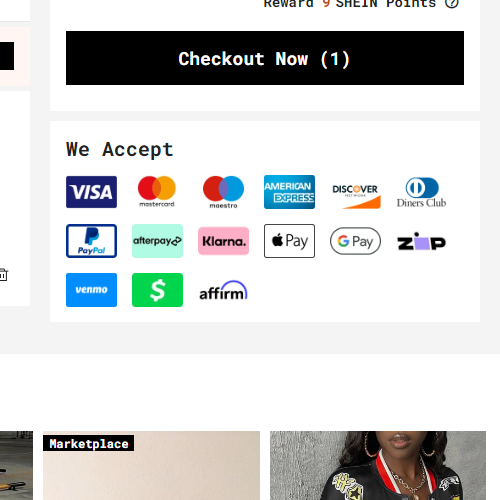 Reward 9 SHEIN Points ?
Checkout Now (1)
We Accept
VISA mastercard maestro AMERICAN EXPRESS DISCOVER NETWORK Diners Club
PayPal afterpay Klarna. Pay G Pay ZIP
venmo $ affirm
Marketplace